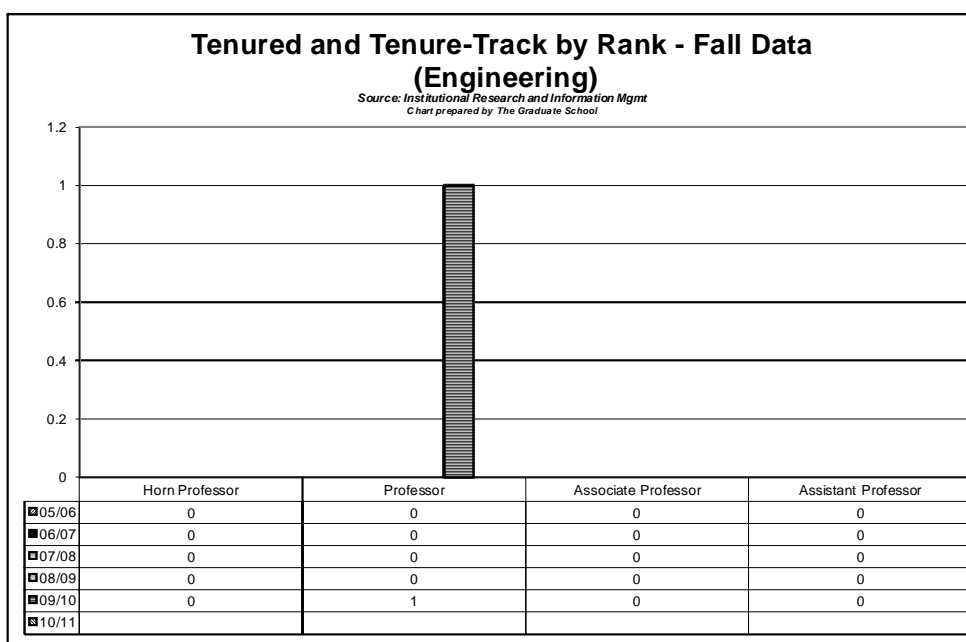 Tenured and Tenure-Track by Rank - Fall Data
(Engineering)
Source: Institutional Research and Information Mgmt
Chart prepared by The Graduate School
1.2
1
0.8
0.6
0.4
0.2
0
Horn Professor Professor Associate Professor Assistant Professor
05/06 0 0 0 0
06/07 0 0 0 0
07/08 0 0 0 0
08/09 0 0 0 0
09/10 0 1 0 0
10/11